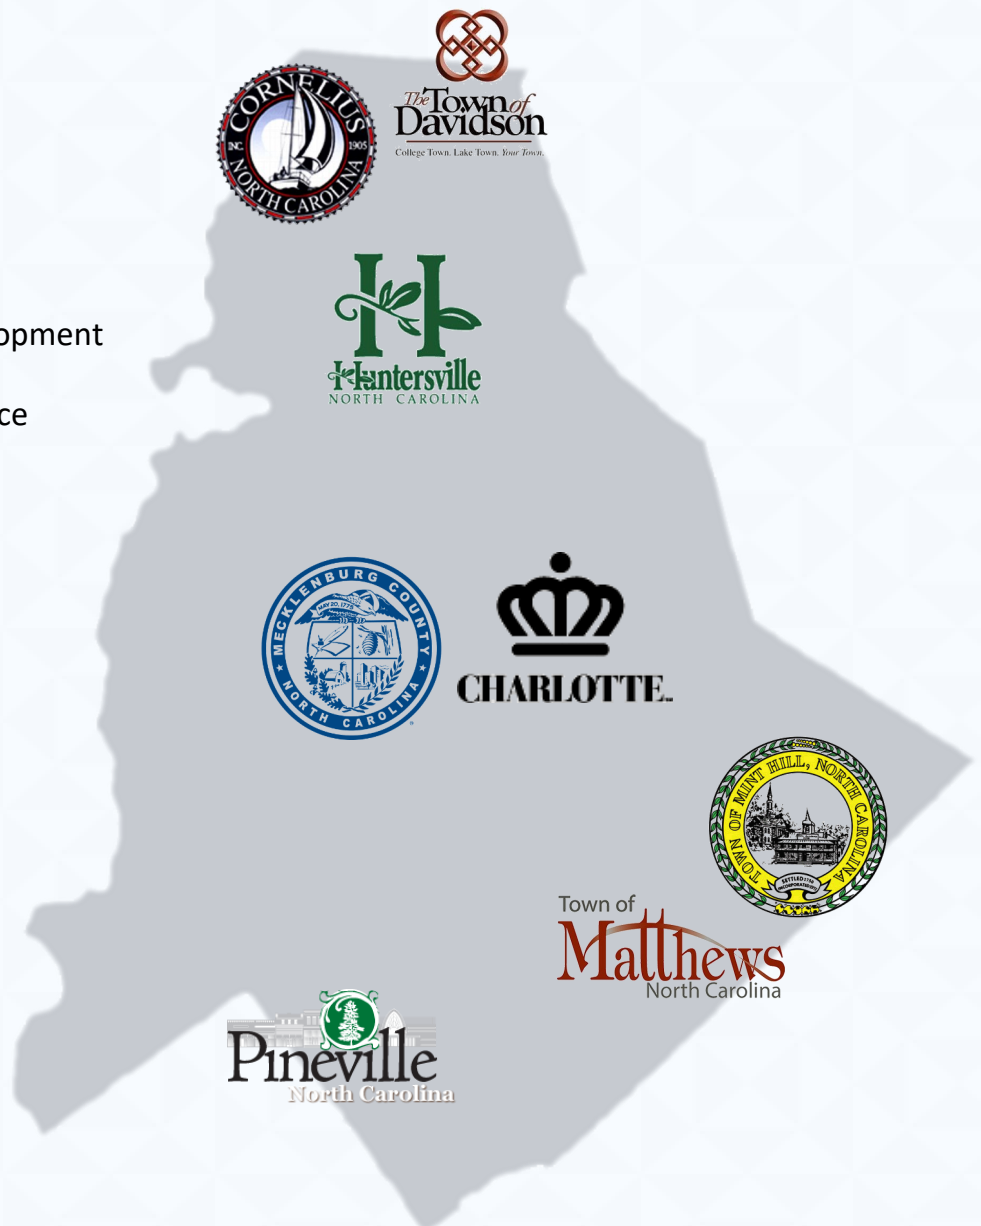 The Town of
Davidson
College Town. Lake Town. Your Town.
CORNELIUS
INC. 1905
NORTH CAROLINA
opment
Huntersville
NORTH CAROLINA
ce
MECKLENBURG COUNTY
MAY 20, 1775
NORTH CAROLINA
CHARLOTTE
TOWN OF MINT HILL, NORTH CAROLINA
SETTLED 1750
Town of
Matthews
North Carolina
Pineville
North Carolina